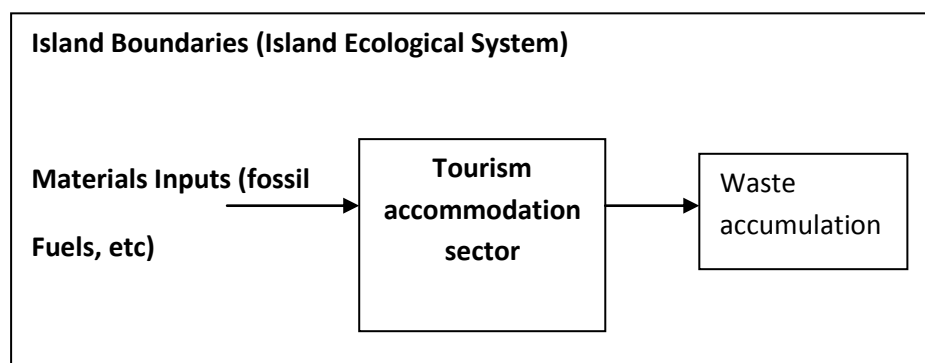 Island Boundaries (Island Ecological System)
Materials Inputs (fossil
Fuels, etc)
Tourism
accommodation
sector
Waste
accumulation